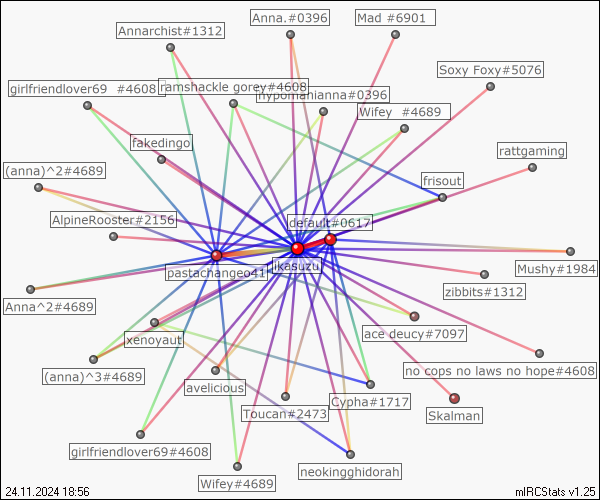 Anna.#0396
Mad #6901
Annarchist#1312
Soxy Foxy#5076
girlfriendlover69 #4608
ramshackle gorey#4608
hypomanianna#0396
Wifey #4689
fakedingo
rattgaming
(anna)^2#4689
frisout
AlpineRooster#2156
default#0617
pastachangeo41
ikasuzu
Mushy#1984
zibbits#1312
Anna^2#4689
xenoyaut
ace-deucy#7097
(anna)^3#4689
no cops no laws no hope#4608
avelicious
Cypha#1717
Toucan#2473
Skalman
girlfriendlover69#4608
neokingghidorah
Wifey#4689
24.11.2024 18:56
mIRCStats v1.25